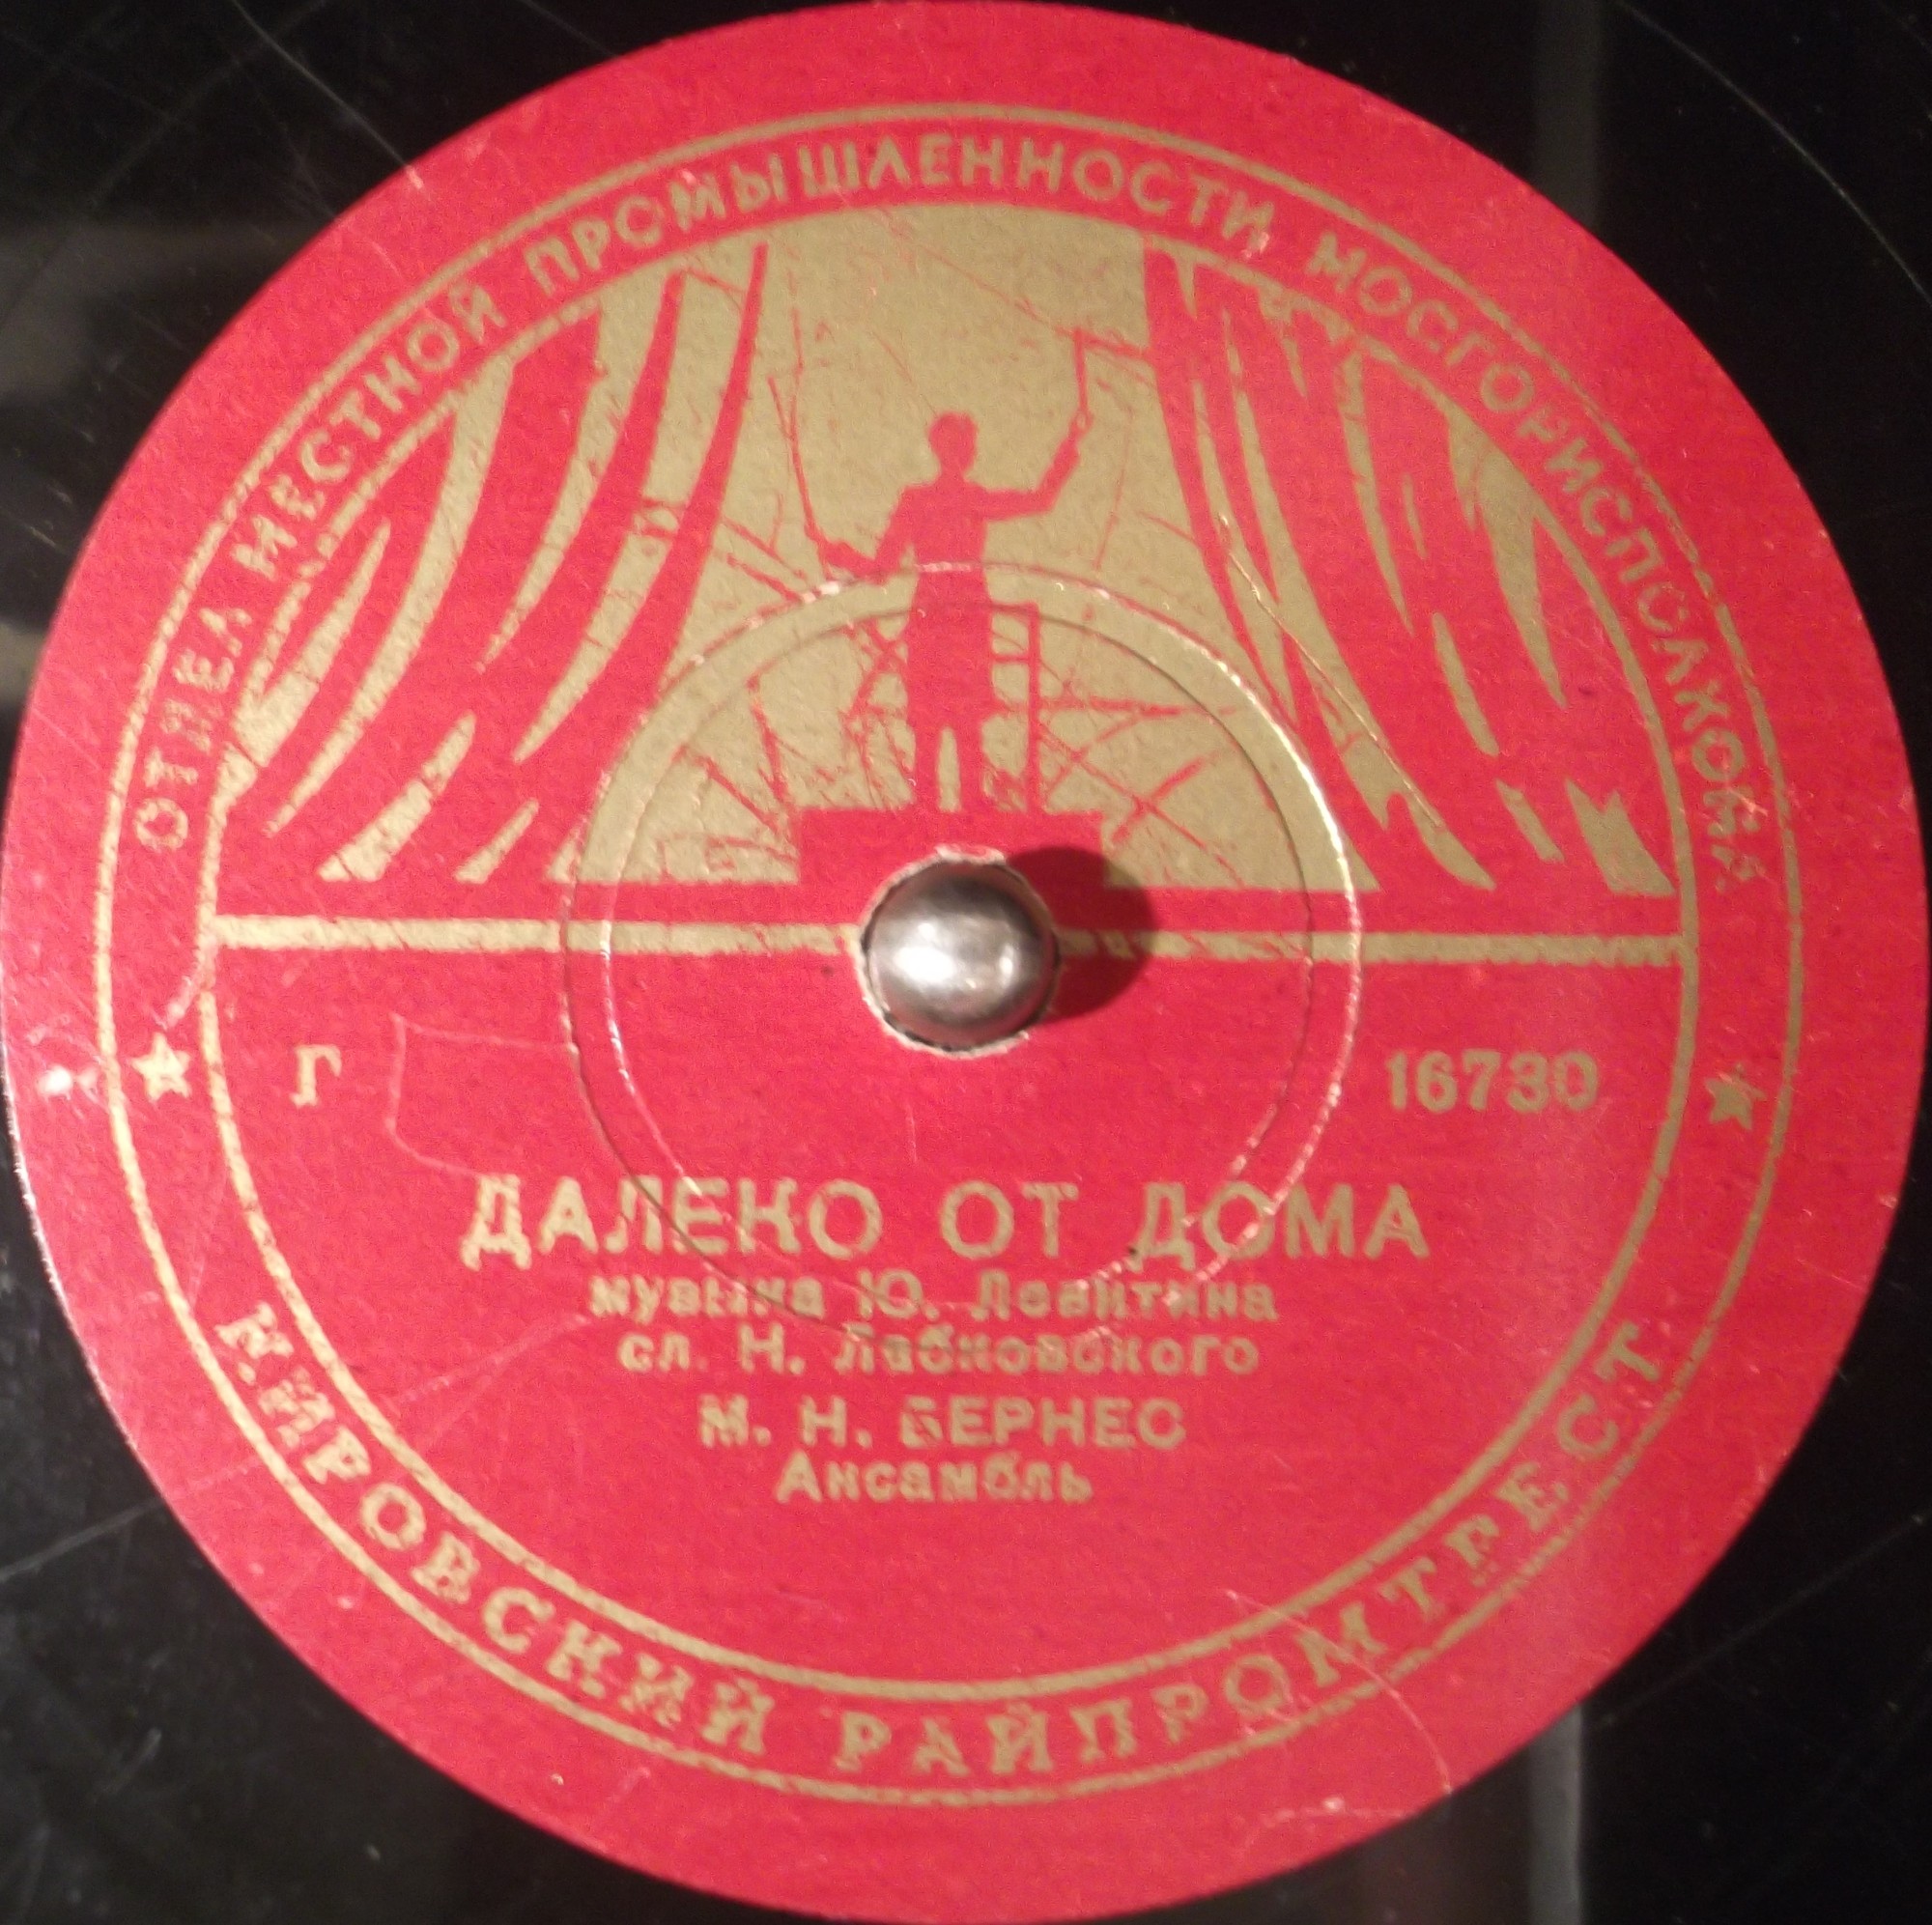 ОТДЕЛ МЕСТНОЙ ПРОМЫШЛЕННОСТИ МОСГОРИСПОЛКОМА
Г 16730
ДАЛЕКО ОТ ДОМА
музыка Ю. Левитина
сл. Н. Лабковского
М. Н. БЕРНЕС
Ансамбль
КИРОВСКИЙ РАЙПРОМТРЕСТ